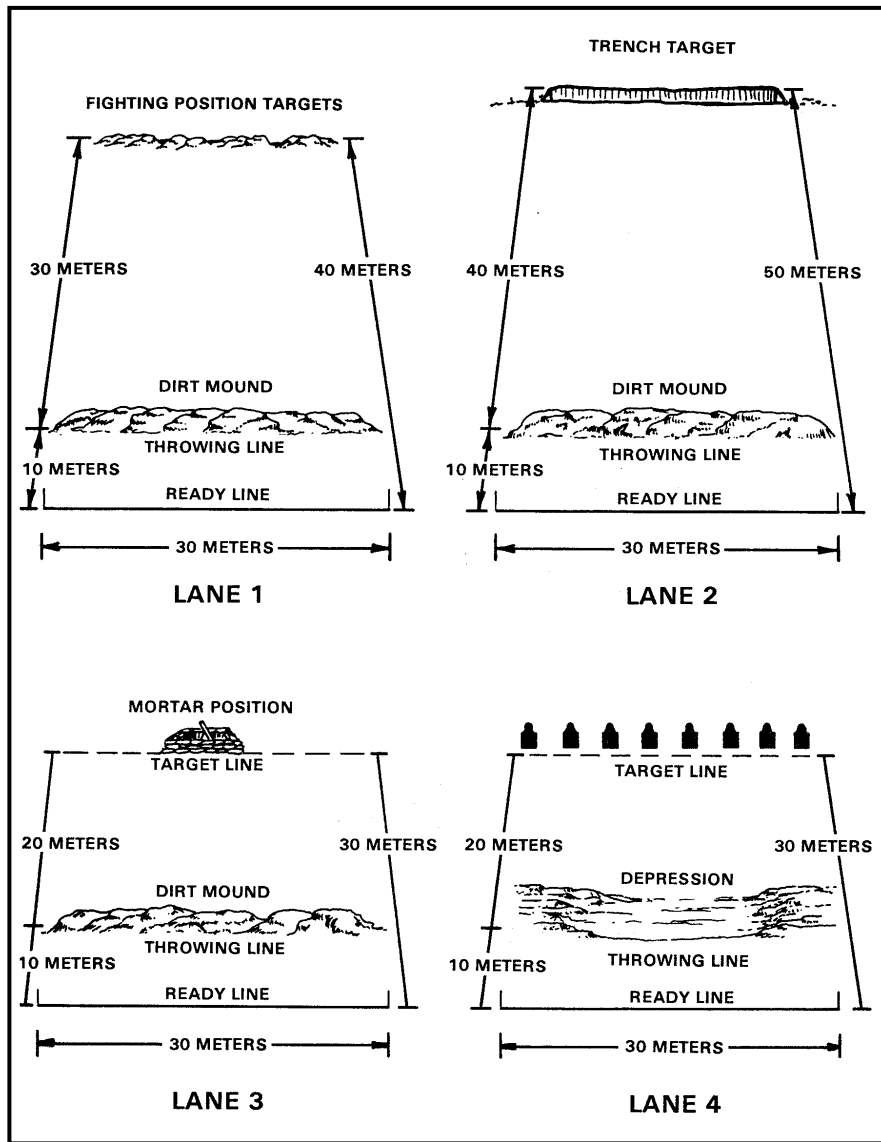 FIGHTING POSITION TARGETS
30 METERS
40 METERS
DIRT MOUND
THROWING LINE
10 METERS
READY LINE
30 METERS
LANE 1
TRENCH TARGET
40 METERS
50 METERS
DIRT MOUND
THROWING LINE
10 METERS
READY LINE
30 METERS
LANE 2
MORTAR POSITION
TARGET LINE
20 METERS
30 METERS
DIRT MOUND
THROWING LINE
10 METERS
READY LINE
30 METERS
LANE 3
TARGET LINE
20 METERS
30 METERS
DEPRESSION
THROWING LINE
10 METERS
READY LINE
30 METERS
LANE 4